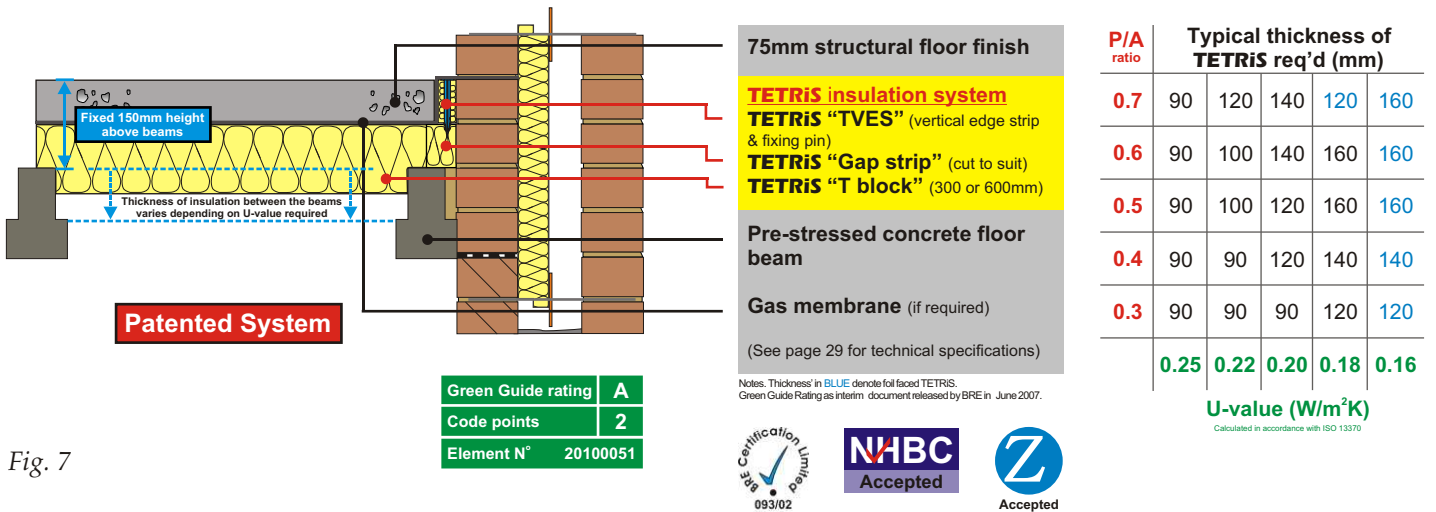 Fixed 150mm height
above beams
Thickness of insulation between the beams
varies depending on U-value required
Patented System
Green Guide rating A
Code points 2
Element N° 20100051
Fig. 7
75mm structural floor finish
TETRiS insulation system
TETRiS “TVES” (vertical edge strip
& fixing pin)
TETRiS “Gap strip” (cut to suit)
TETRiS “T block” (300 or 600mm)
Pre-stressed concrete floor
beam
Gas membrane (if required)
(See page 29 for technical specifications)
Notes. Thickness' in BLUE denote foil faced TETRiS.
Green Guide Rating as interim document released by BRE in June 2007.
BRE Certification Limited
093/02
NHBC
Accepted
Z
Accepted
P/A
ratio
Typical thickness of
TETRiS req'd (mm)
0.7 90 120 140 120 160
0.6 90 100 140 160 160
0.5 90 100 120 160 160
0.4 90 90 120 140 140
0.3 90 90 90 120 120
0.25 0.22 0.20 0.18 0.16
U-value (W/m²K)
Calculated in accordance with ISO 13370